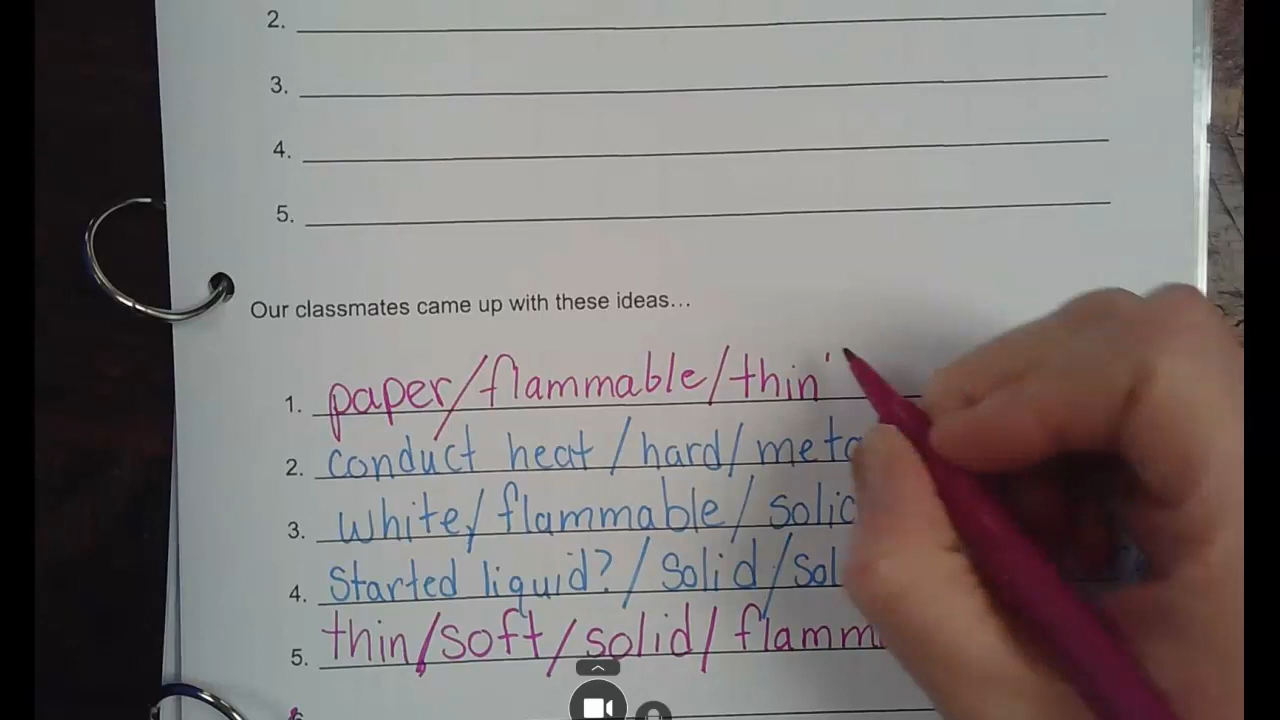 2.
3.
4.
5.
Our classmates came up with these ideas...
1. paper/flammable/thin
2. conduct heat/hard/
3. white/flammable/
4. Started liquid?/solid/
5. thin/soft/solid/